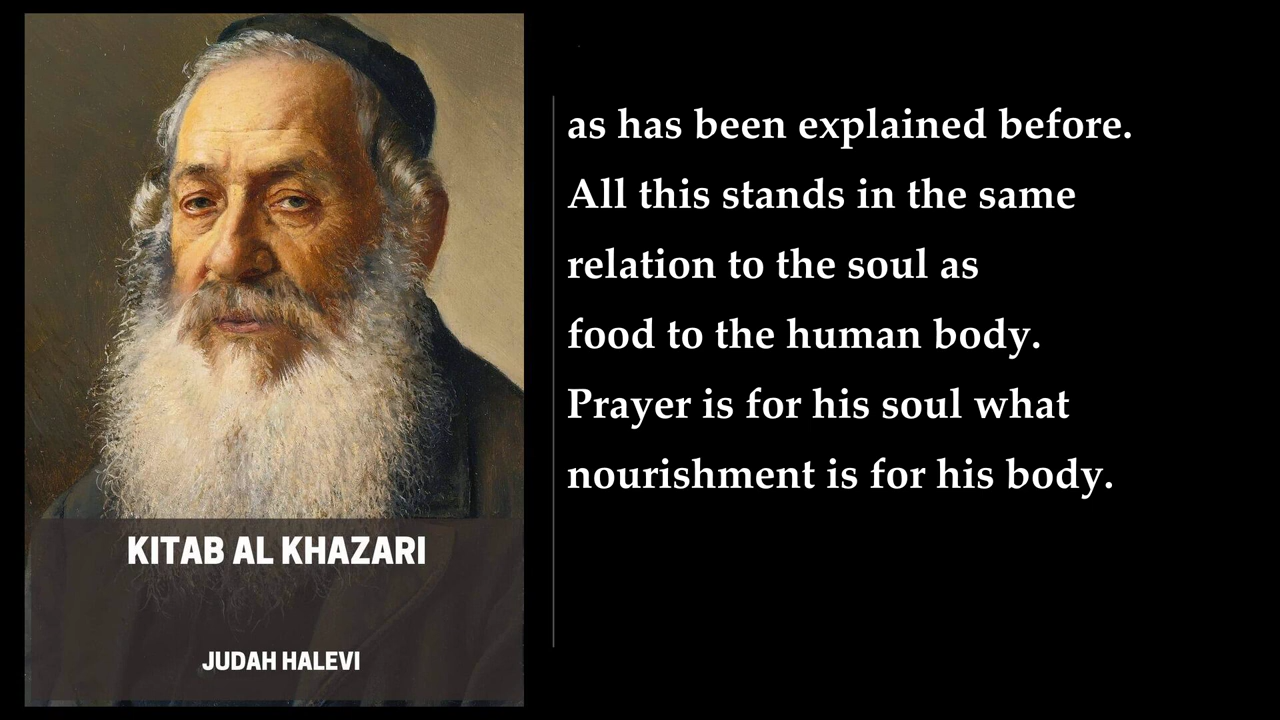 KITAB AL KHAZARI
JUDAH HALEVI
as has been explained before.
All this stands in the same
relation to the soul as
food to the human body.
Prayer is for his soul what
nourishment is for his body.